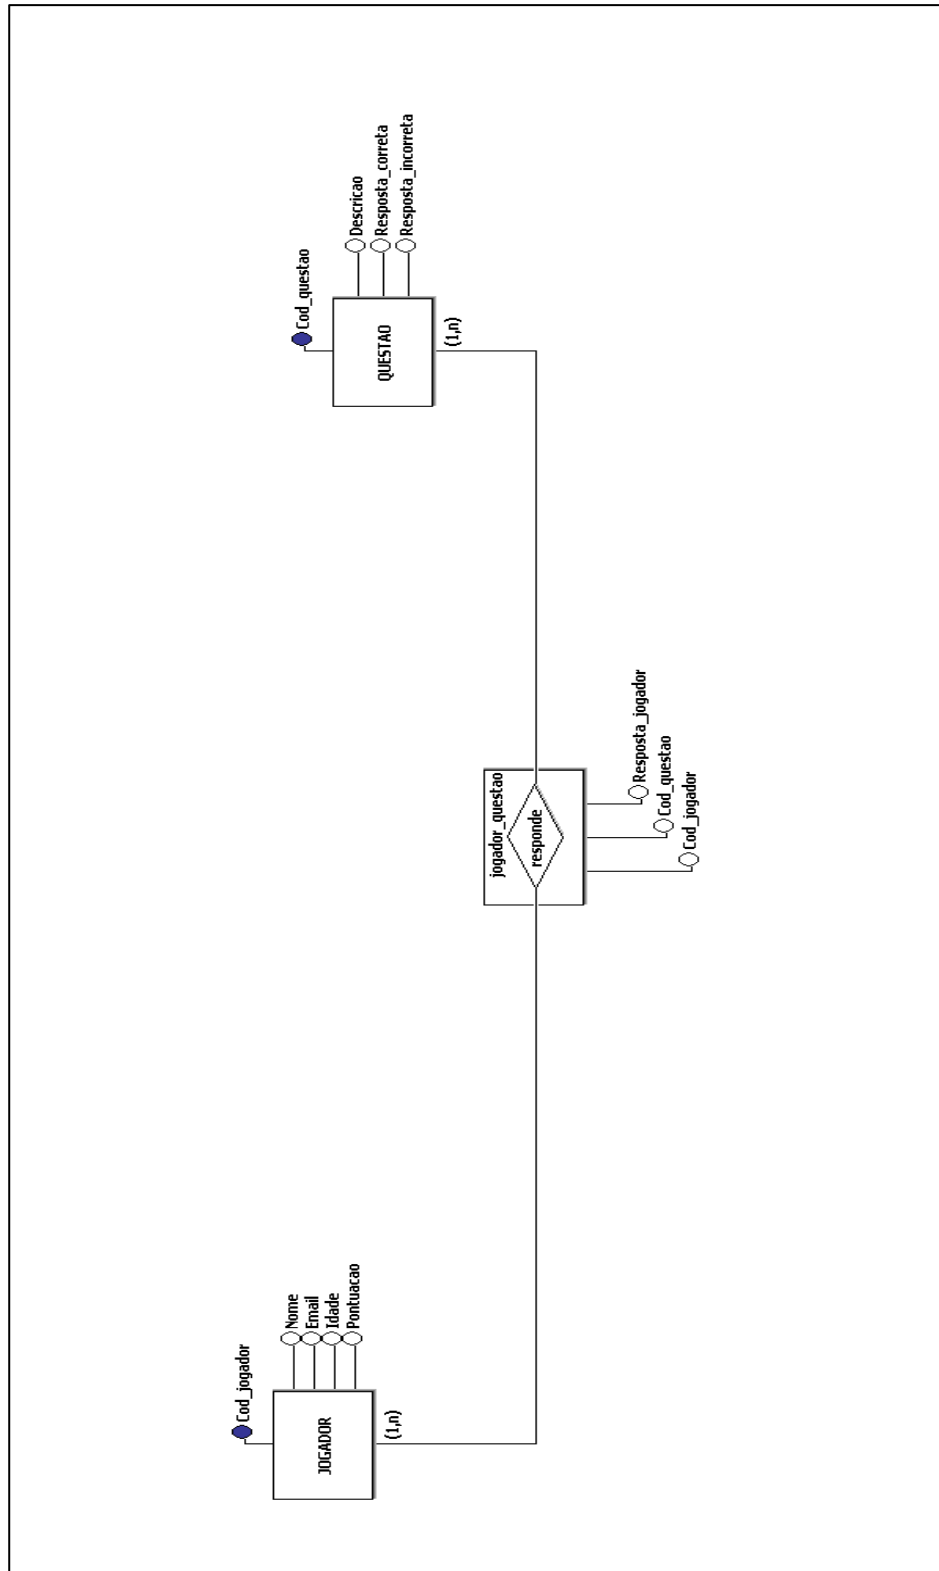 Cod_jogador
Nome
Email
Idade
Pontuacao
JOGADOR
(1,n)
jogador_questao
responde
Resposta_jogador
Cod_questao
Cod_jogador
Cod_questao
Descricao
Resposta_correta
Resposta_incorreta
QUESTAO
(1,n)